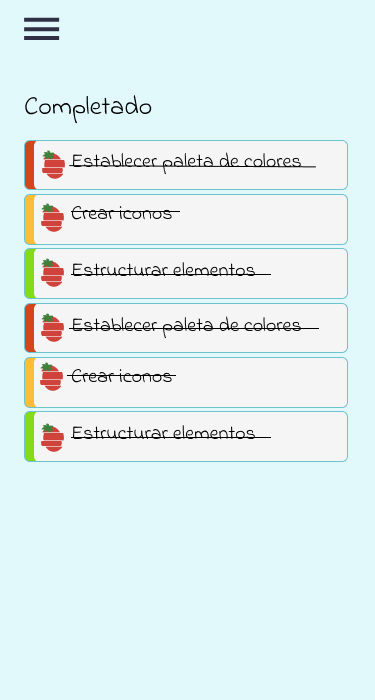 Completado
Establecer paleta de colores
Crear iconos
Estructurar elementos
Establecer paleta de colores
Crear iconos
Estructurar elementos